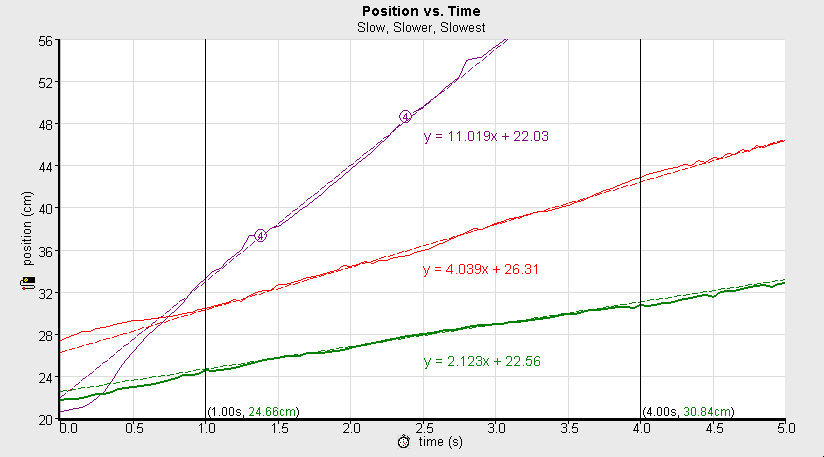 Position vs. Time
Slow, Slower, Slowest
56
52
48
44
40
36
32
28
24
20
position (cm)
4
4
y = 11.019x + 22.03
y = 4.039x + 26.31
y = 2.123x + 22.56
(1.00s, 24.66cm)
(4.00s, 30.84cm)
0.0 0.5 1.0 1.5 2.0 2.5 3.0 3.5 4.0 4.5 5.0
time (s)